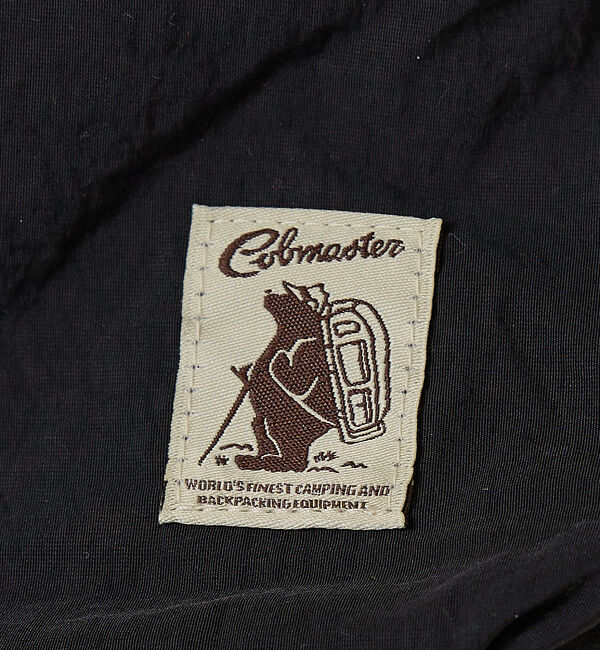 Cobmaster
WORLD'S FINEST CAMPING AND
BACKPACKING EQUIPMENT